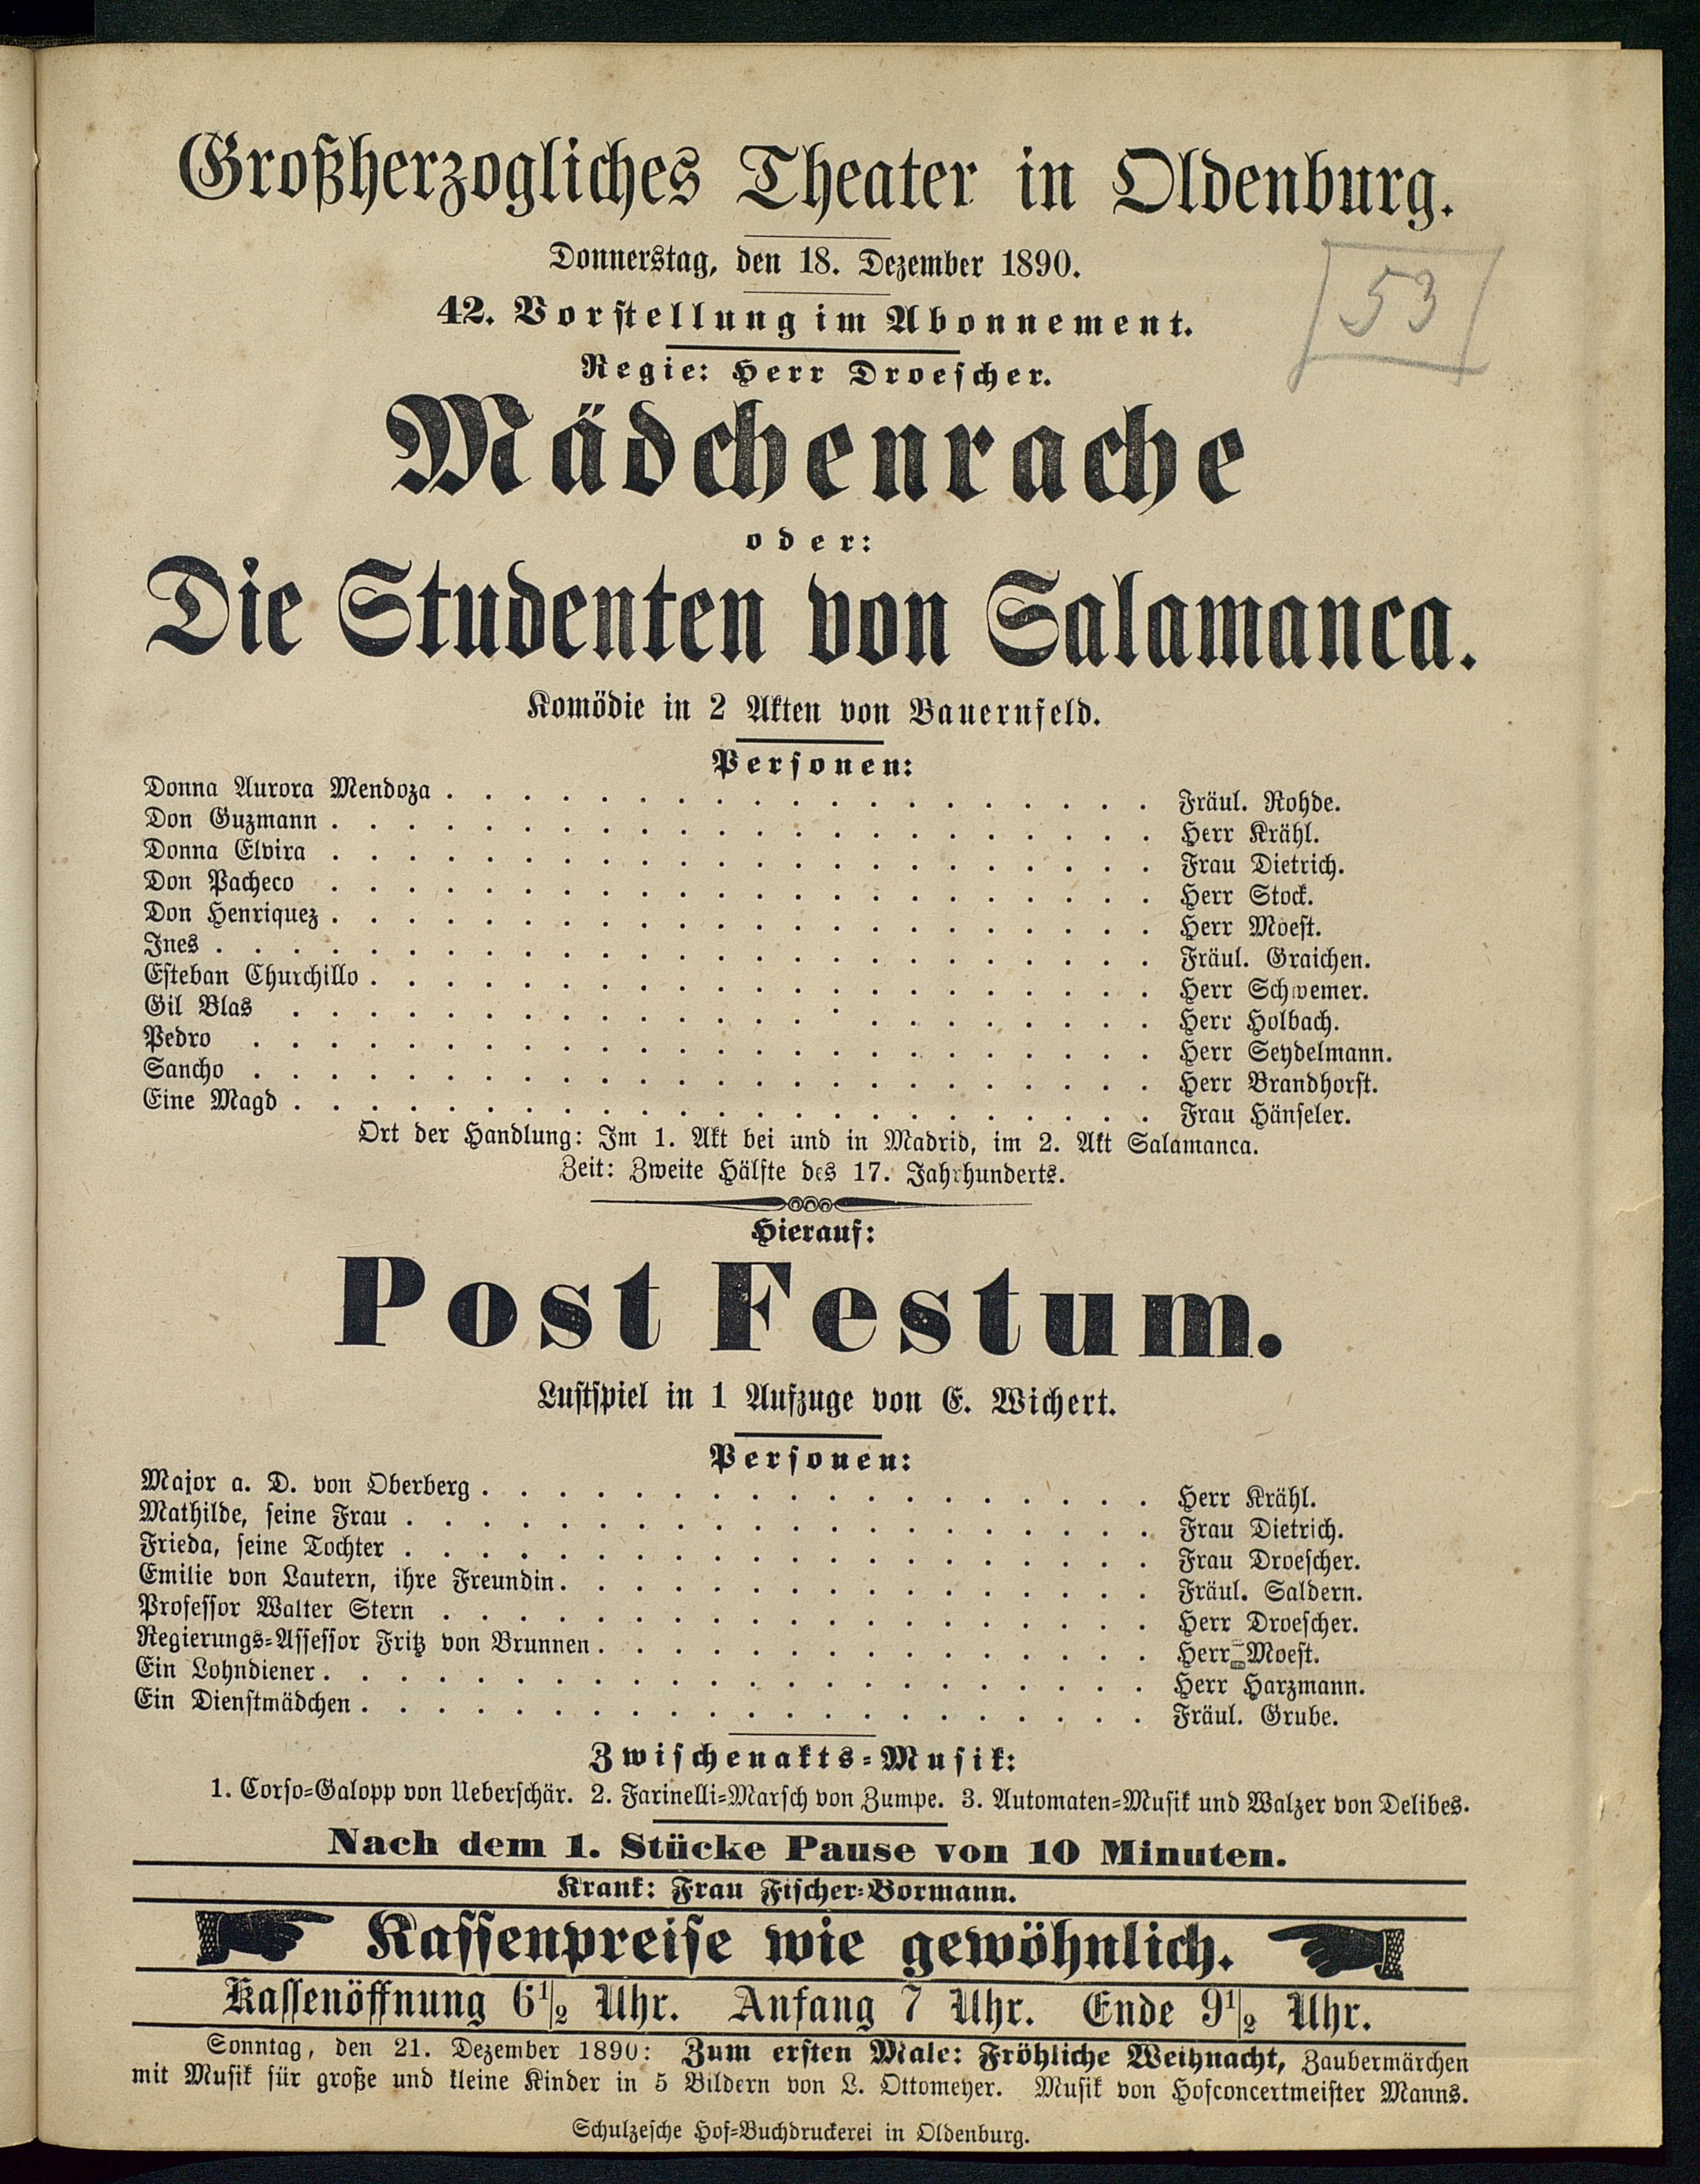 Großherzogliches Theater in Oldenburg.
Donnerstag, den 18. Dezember 1890.
53
42. Vorstellung im Abonnement.
Regie: Herr Droescher.
Mädchenrache
oder:
Die Studenten von Salamanca.
Komödie in 2 Akten von Bauernfeld.
Personen:
Donna Aurora Mendoza . . . . . . . . . . . . . . . . . . . Fräul. Rohde.
Don Guzmann . . . . . . . . . . . . . . . . . . . . . . Herr Krähl.
Donna Elvira . . . . . . . . . . . . . . . . . . . . . . Frau Dietrich.
Don Pacheco . . . . . . . . . . . . . . . . . . . . . . Herr Stock.
Don Henriquez . . . . . . . . . . . . . . . . . . . . . . Herr Moest.
Ines . . . . . . . . . . . . . . . . . . . . . . . . . Fräul. Graichen.
Esteban Churchillo . . . . . . . . . . . . . . . . . . . . . Herr Schwemer.
Gil Blas . . . . . . . . . . . . . . . . . . . . . . . Herr Holbach.
Pedro . . . . . . . . . . . . . . . . . . . . . . . . Herr Seydelmann.
Sancho . . . . . . . . . . . . . . . . . . . . . . . . Herr Brandhorst.
Eine Magd . . . . . . . . . . . . . . . . . . . . . . . Frau Hänseler.
Ort der Handlung: Im 1. Akt bei und in Madrid, im 2. Akt Salamanca.
Zeit: Zweite Hälfte des 17. Jahrhunderts.
Hierauf:
Post Festum.
Lustspiel in 1 Aufzuge von E. Wichert.
Personen:
Major a. D. von Oberberg . . . . . . . . . . . . . . . . . . Herr Krähl.
Mathilde, seine Frau . . . . . . . . . . . . . . . . . . . . Frau Dietrich.
Frieda, seine Tochter . . . . . . . . . . . . . . . . . . . . Frau Droescher.
Emilie von Lautern, ihre Freundin . . . . . . . . . . . . . . . . Fräul. Saldern.
Professor Walter Stern . . . . . . . . . . . . . . . . . . . Herr Droescher.
Regierungs-Assessor Fritz von Brunnen . . . . . . . . . . . . . . . Herr Moest.
Ein Lohndiener . . . . . . . . . . . . . . . . . . . . . . Herr Harzmann.
Ein Dienstmädchen . . . . . . . . . . . . . . . . . . . . . Fräul. Grube.
Zwischenakts-Musik:
1. Corso-Galopp von Ueberschär. 2. Farinelli-Marsch von Zumpe. 3. Automaten-Musik und Walzer von Delibes.
Nach dem 1. Stücke Pause von 10 Minuten.
Krank: Frau Fischer-Bormann.
Kassenpreise wie gewöhnlich.
Kassenöffnung 6 1/2 Uhr. Anfang 7 Uhr. Ende 9 1/2 Uhr.
Sonntag, den 21. Dezember 1890: Zum ersten Male: Fröhliche Weihnacht, Zaubermärchen
mit Musik für große und kleine Kinder in 5 Bildern von L. Ottomeyer. Musik von Hofconcertmeister Manns.
Schulzesche Hof-Buchdruckerei in Oldenburg.